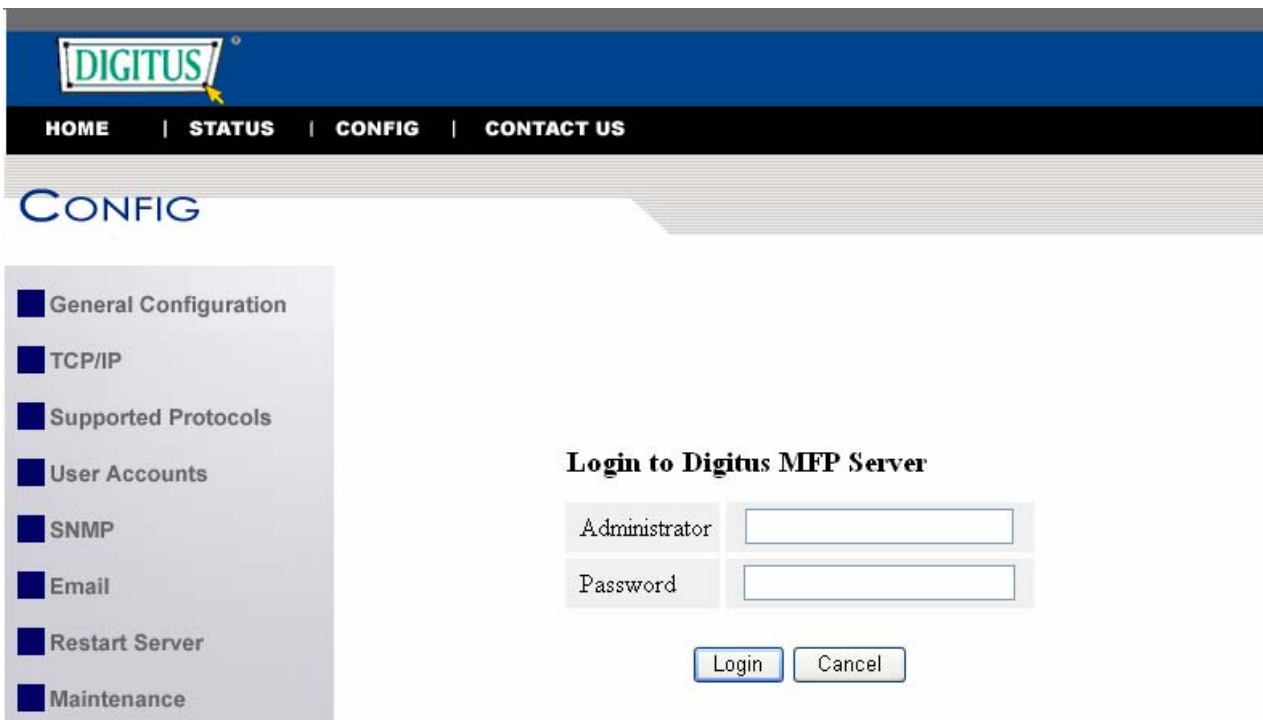 DIGITUS®
HOME | STATUS | CONFIG | CONTACT US
CONFIG
General Configuration
TCP/IP
Supported Protocols
User Accounts
SNMP
Email
Restart Server
Maintenance
Login to Digitus MFP Server
Administrator
Password
Login Cancel